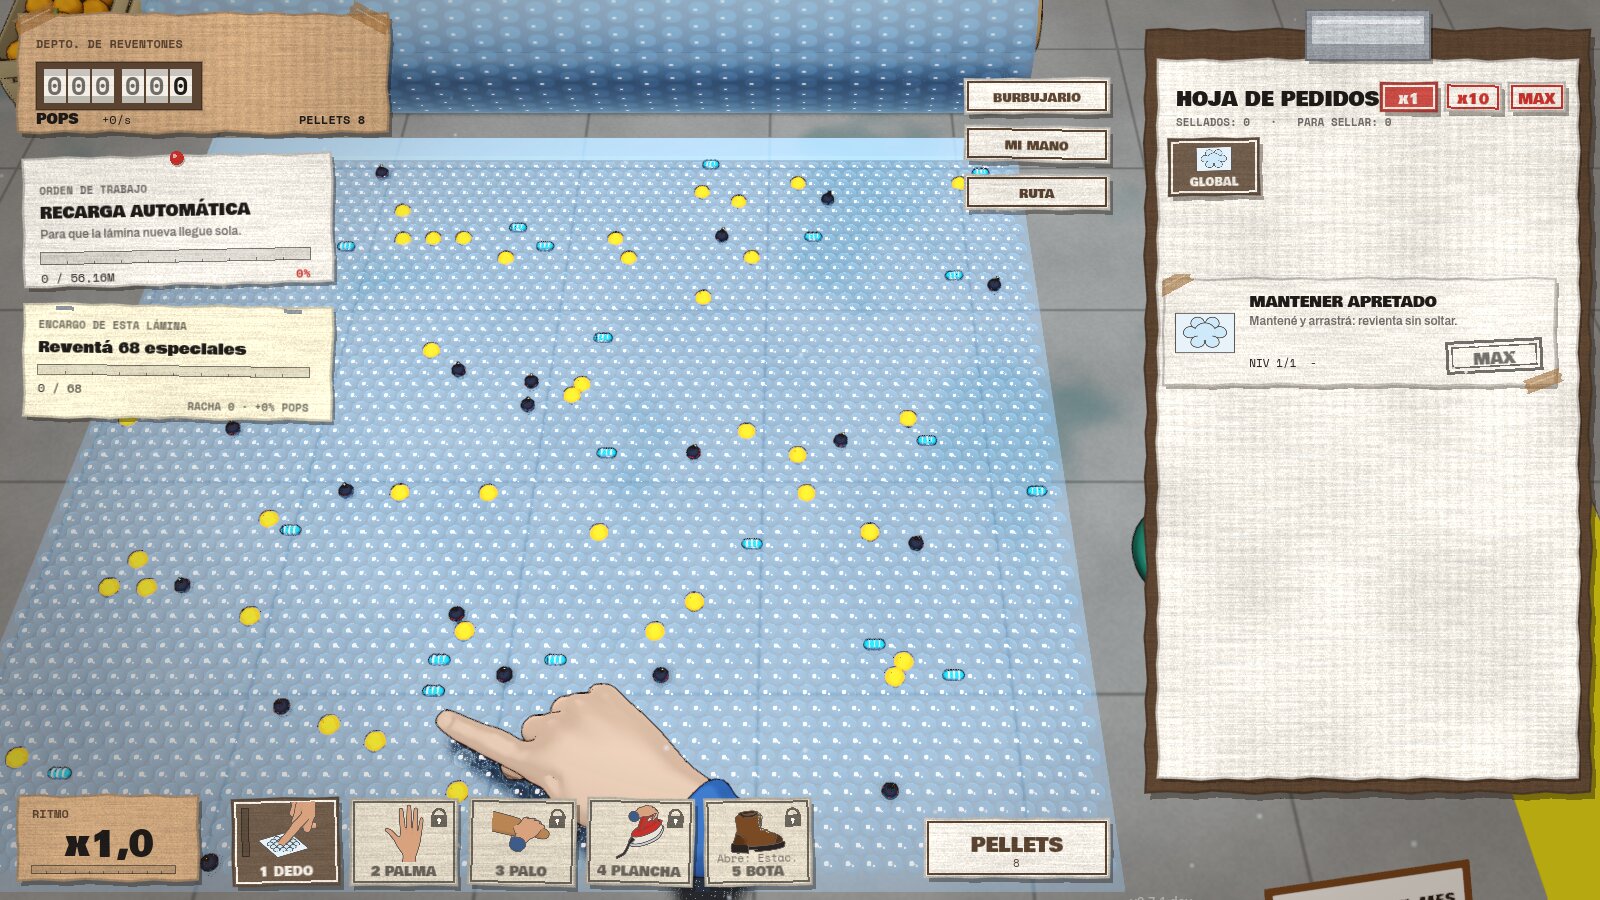 DEPTO. DE REVENTONES
000000
POPS +0/s PELLETS 8
ORDEN DE TRABAJO
RECARGA AUTOMÁTICA
Para que la lámina nueva llegue sola.
0 / 56.16M 0%
ENCARGO DE ESTA LÁMINA
Reventá 68 especiales
0 / 68
RACHA 0 · +0% POPS
BURBUJARIO
MI MANO
RUTA
HOJA DE PEDIDOS x1 x10 MAX
SELLADOS: 0 · PARA SELLAR: 0
GLOBAL
MANTENER APRETADO
Mantené y arrastrá: revienta sin soltar.
NIV 1/1 - MAX
RITMO
x1,0
1 DEDO
2 PALMA
3 PALO
4 PLANCHA
Abre: Estac.
5 BOTA
PELLETS
8